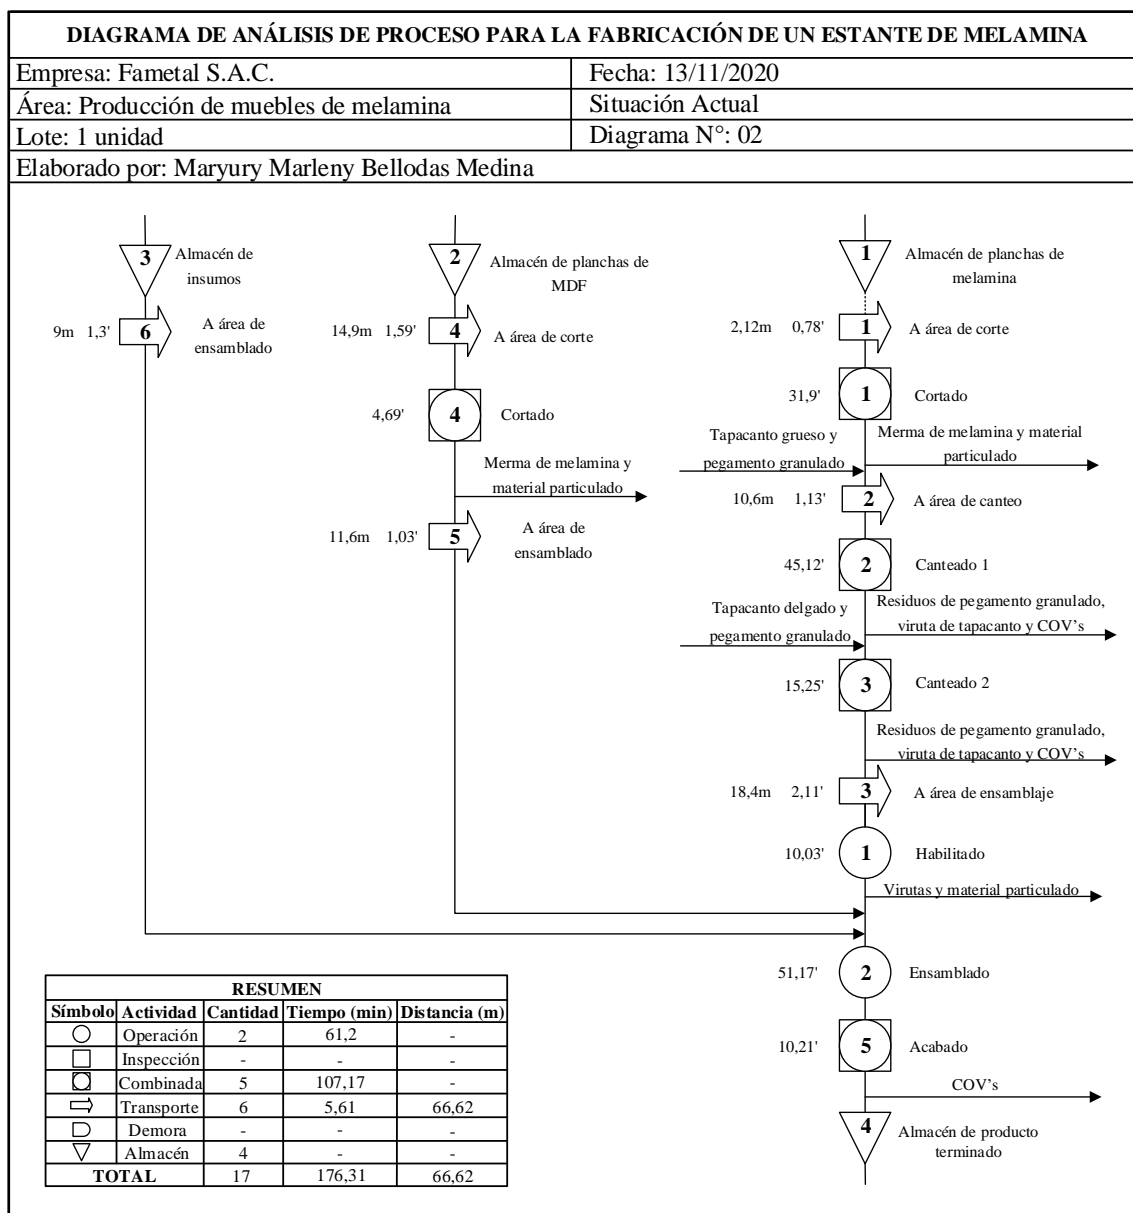 DIAGRAMA DE ANÁLISIS DE PROCESO PARA LA FABRICACIÓN DE UN ESTANTE DE MELAMINA
Empresa: Fametal S.A.C.
Fecha: 13/11/2020
Área: Producción de muebles de melamina
Situación Actual
Lote: 1 unidad
Diagrama N°: 02
Elaborado por: Maryury Marleny Bellodas Medina
3
Almacén de
insumos
9m 1,3'
6
A área de
ensamblado
2
Almacén de planchas de
MDF
14,9m 1,59'
4
A área de corte
4,69'
4
Cortado
Merma de melamina y
material particulado
11,6m 1,03'
5
A área de
ensamblado
1
Almacén de planchas de
melamina
2,12m 0,78'
1
A área de corte
31,9'
1
Cortado
Tapacanto grueso y
pegamento granulado
Merma de melamina y material
particulado
10,6m 1,13'
2
A área de canteo
45,12'
2
Canteado 1
Tapacanto delgado y
pegamento granulado
Residuos de pegamento granulado,
viruta de tapacanto y COV's
15,25'
3
Canteado 2
Residuos de pegamento granulado,
viruta de tapacanto y COV's
18,4m 2,11'
3
A área de ensamblaje
10,03'
1
Habilitado
Virutas y material particulado
51,17'
2
Ensamblado
10,21'
5
Acabado
COV's
4
Almacén de producto
terminado
RESUMEN
Símbolo Actividad Cantidad Tiempo (min) Distancia (m)
Operación 2 61,2 -
Inspección - - -
Combinada 5 107,17 -
Transporte 6 5,61 66,62
Demora - - -
Almacén 4 - -
TOTAL 17 176,31 66,62